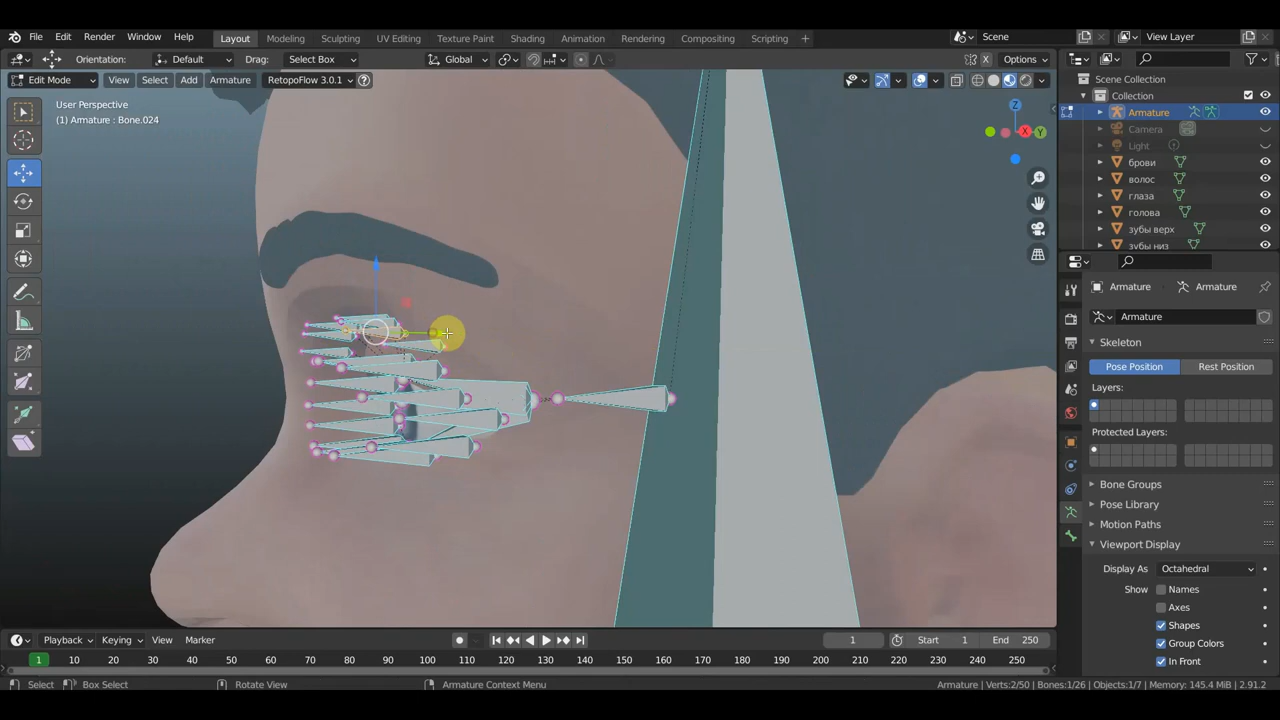 File Edit Render Window Help Layout Modeling Sculpting UV Editing Texture Paint Shading Animation Rendering Compositing Scripting + Scene View Layer
Orientation: Default Drag: Select Box Global X Options
Edit Mode View Select Add Armature RetopoFlow 3.0.1 ?
User Perspective
(1) Armature : Bone.024
Z
X Y
Scene Collection
Collection
Armature
Camera
Light
брови
волос
глаза
голова
зубы верх
зубы низ
Armature Armature
Armature
Skeleton
Pose Position Rest Position
Layers:
Protected Layers:
Bone Groups
Pose Library
Motion Paths
Viewport Display
Display As Octahedral
Show Names
Axes
Shapes
Group Colors
In Front
Playback Keying View Marker 1 Start 1 End 250
1 10 20 30 40 50 60 70 80 90 100 110 120 130 140 150 160 170 180 190 200 210 220 230 240 250
Select Box Select Rotate View Armature Context Menu Armature | Verts:2/50 | Bones:1/26 | Objects:1/7 | Memory: 145.4 MiB | 2.91.2